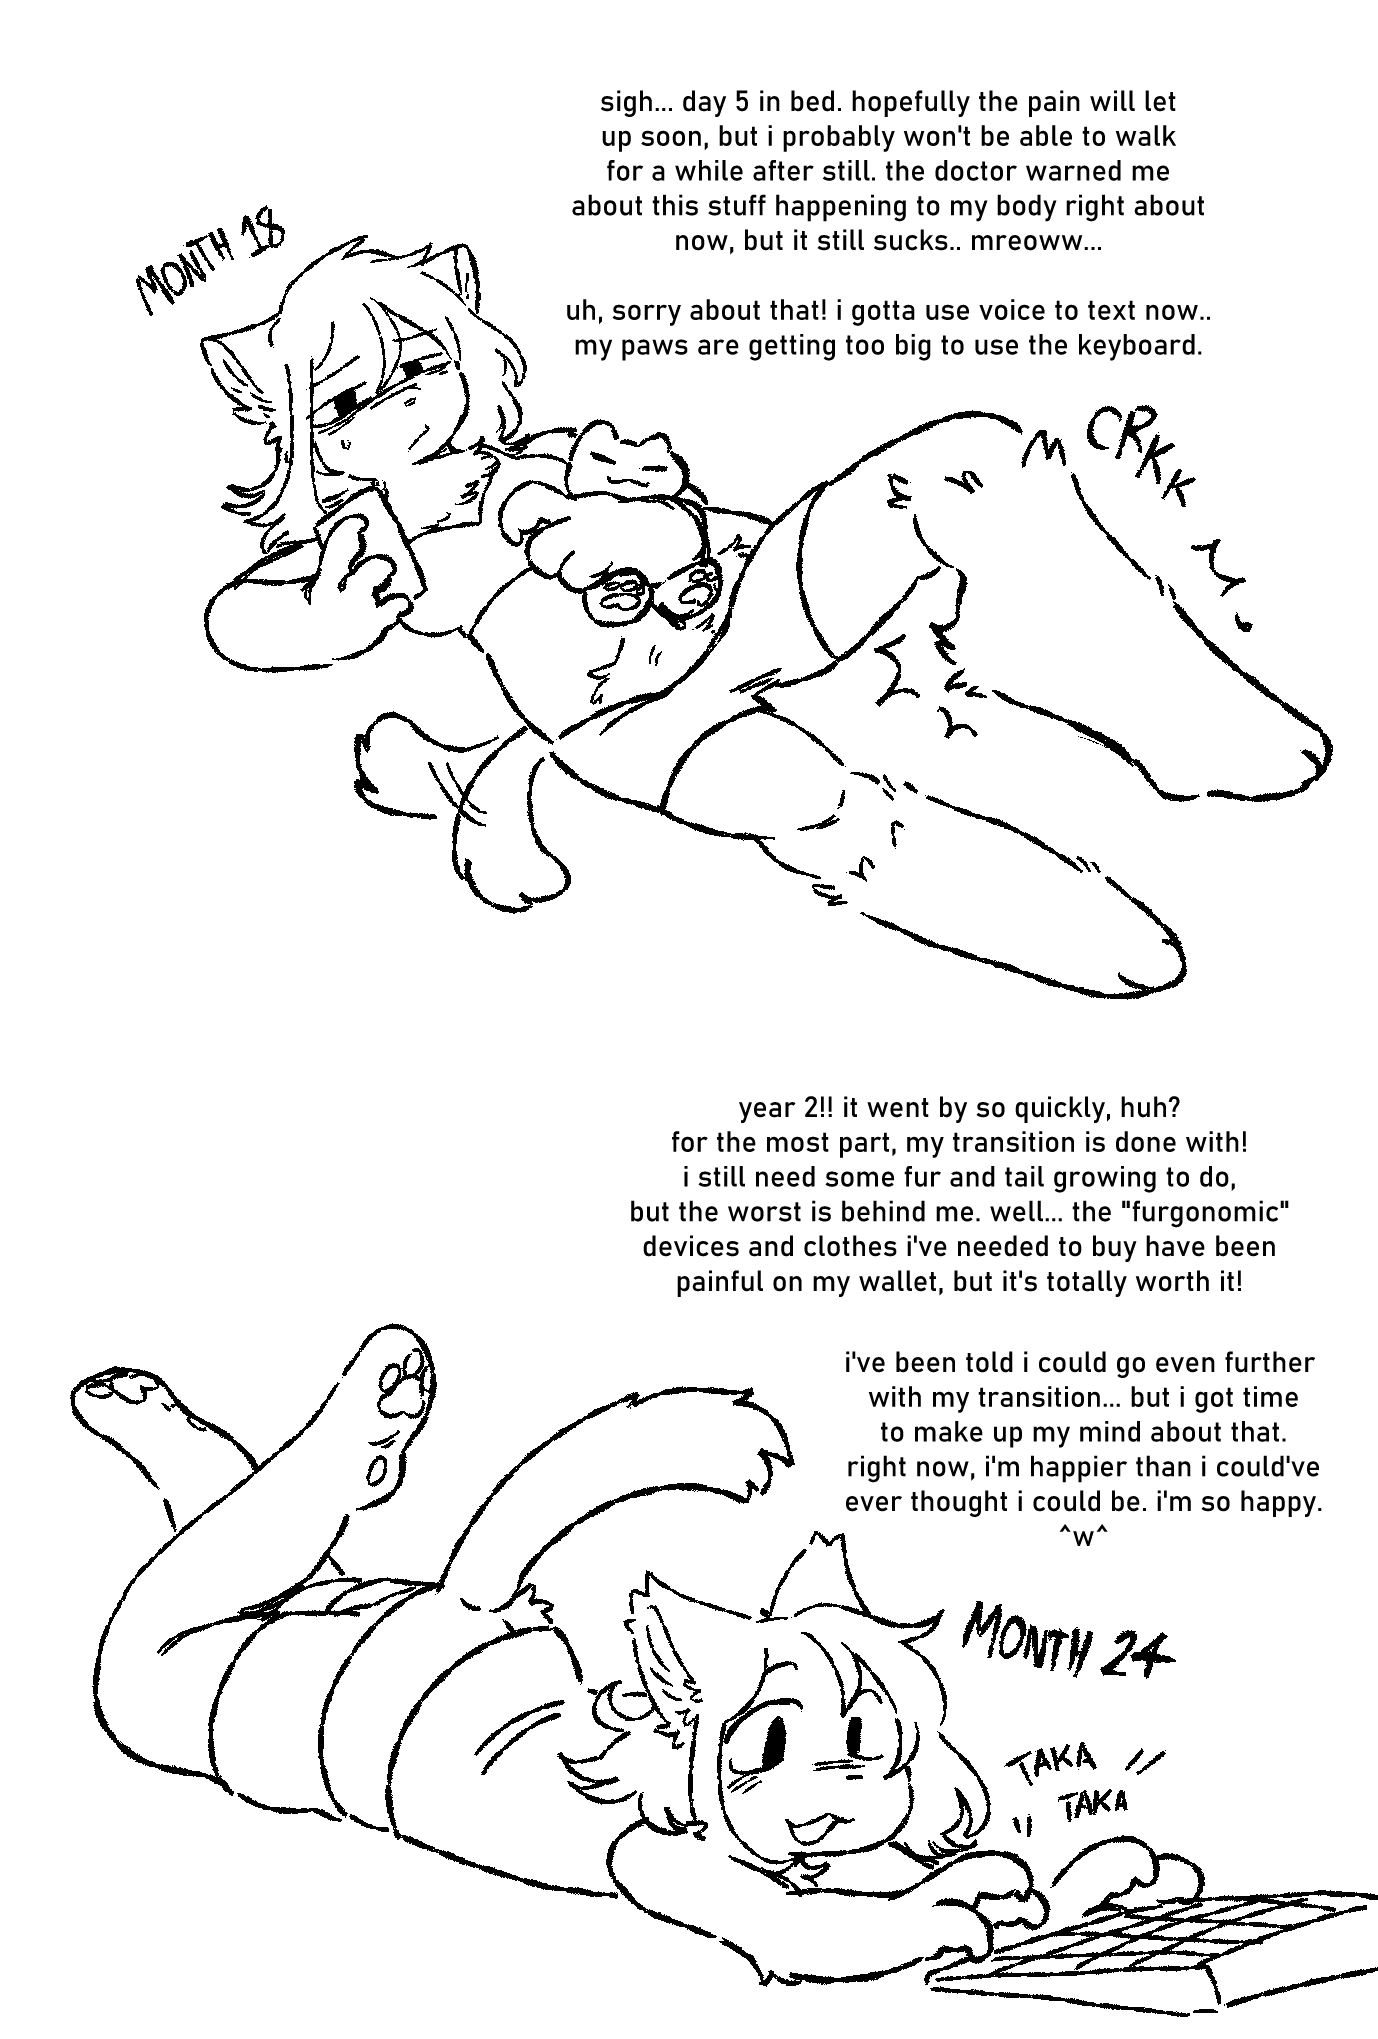 sigh... day 5 in bed. hopefully the pain will let
up soon, but i probably won't be able to walk
for a while after still. the doctor warned me
about this stuff happening to my body right about
now, but it still sucks.. mreoww...
MONTH 18
uh, sorry about that! i gotta use voice to text now..
my paws are getting too big to use the keyboard.
CRKK
year 2!! it went by so quickly, huh?
for the most part, my transition is done with!
i still need some fur and tail growing to do,
but the worst is behind me. well... the "furgonomic"
devices and clothes i've needed to buy have been
painful on my wallet, but it's totally worth it!
i've been told i could go even further
with my transition... but i got time
to make up my mind about that.
right now, i'm happier than i could've
ever thought i could be. i'm so happy.
^w^
MONTH 24
TAKA
TAKA